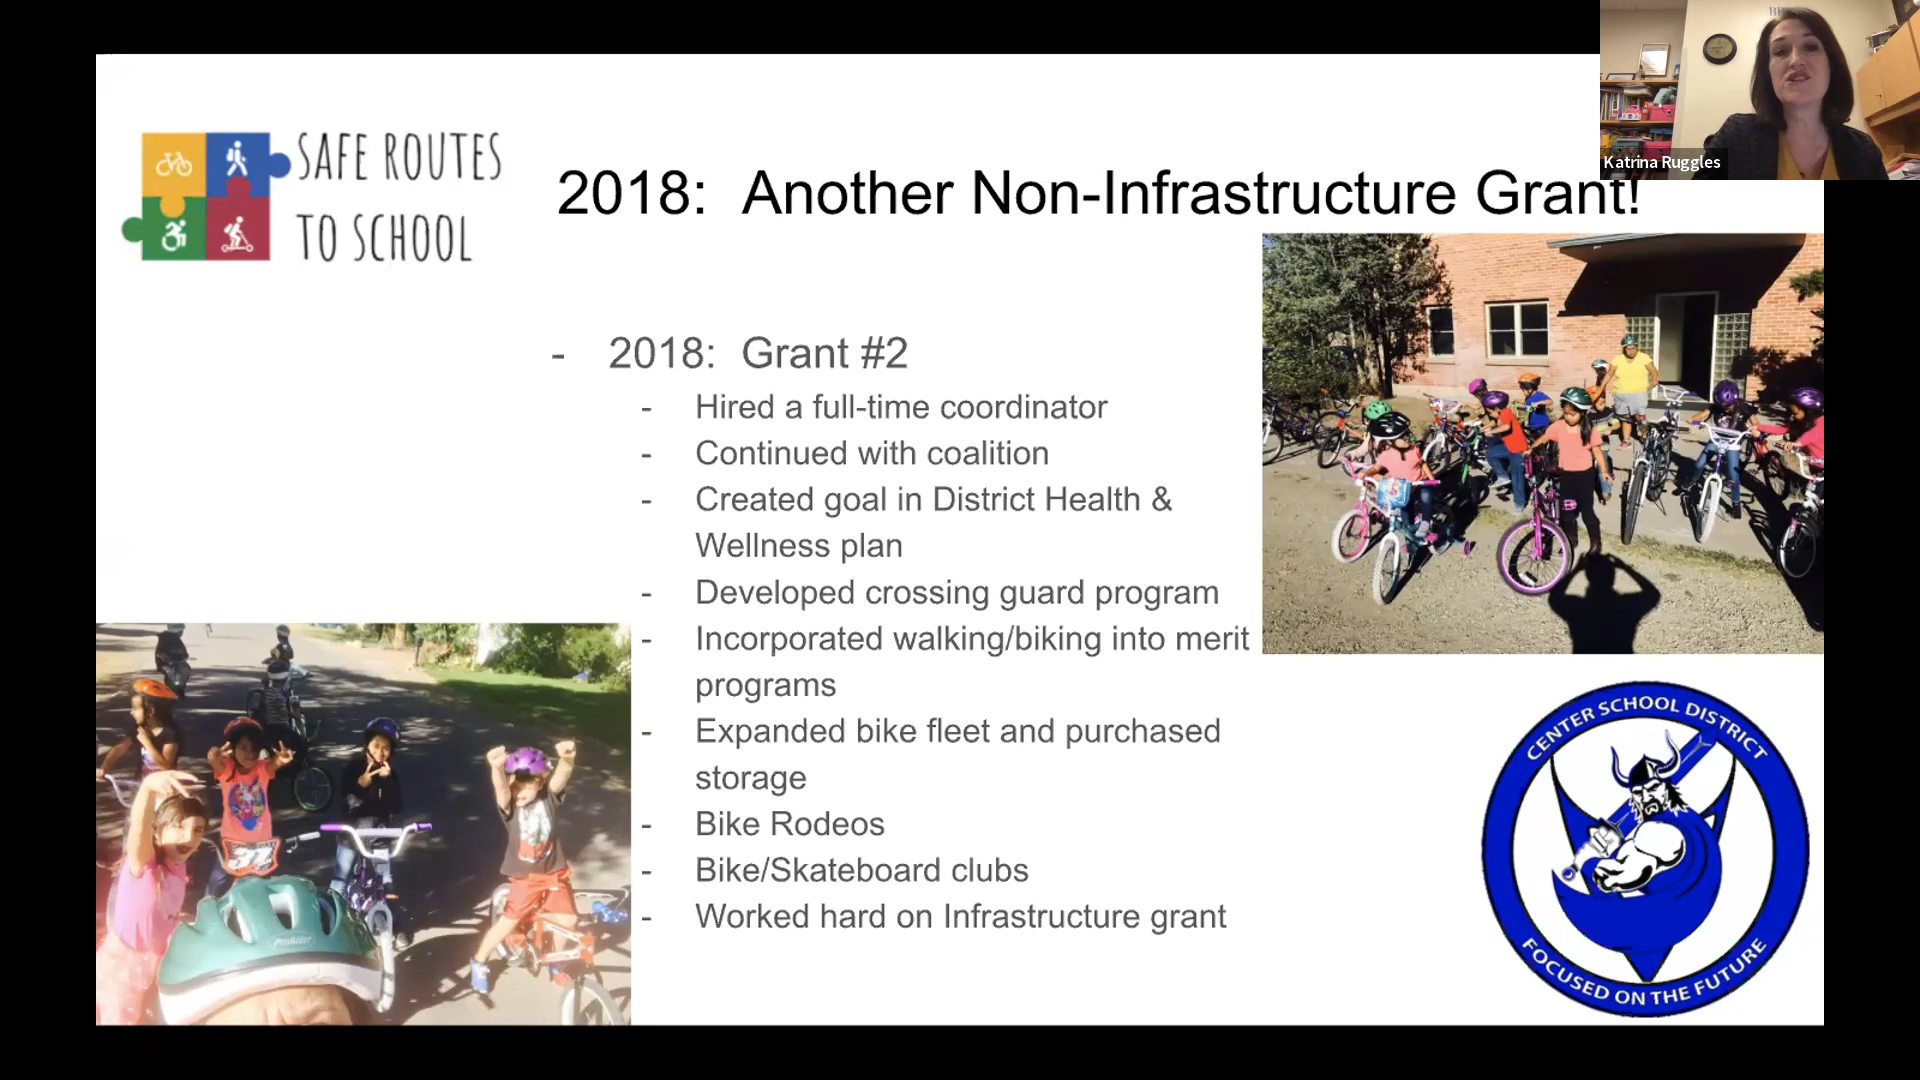 Katrina Ruggles
SAFE ROUTES
TO SCHOOL
2018: Another Non-Infrastructure Grant!
- 2018: Grant #2
- Hired a full-time coordinator
- Continued with coalition
- Created goal in District Health &
Wellness plan
- Developed crossing guard program
- Incorporated walking/biking into merit
programs
- Expanded bike fleet and purchased
storage
- Bike Rodeos
- Bike/Skateboard clubs
- Worked hard on Infrastructure grant
CENTER SCHOOL DISTRICT
FOCUSED ON THE FUTURE